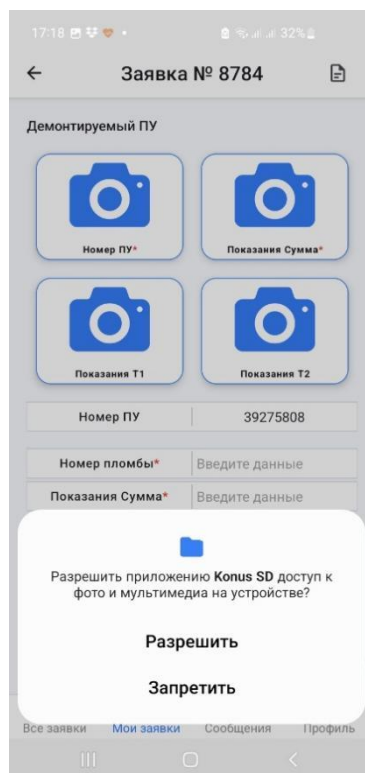 17:18
32%
Заявка № 8784
Демонтируемый ПУ
Номер ПУ*
Показания Сумма*
Показания Т1
Показания Т2
Номер ПУ
39275808
Номер пломбы*
Введите данные
Показания Сумма*
Введите данные
Разрешить приложению Konus SD доступ к
фото и мультимедиа на устройстве?
Разрешить
Запретить
Все заявки
Мои заявки
Сообщения
Профиль